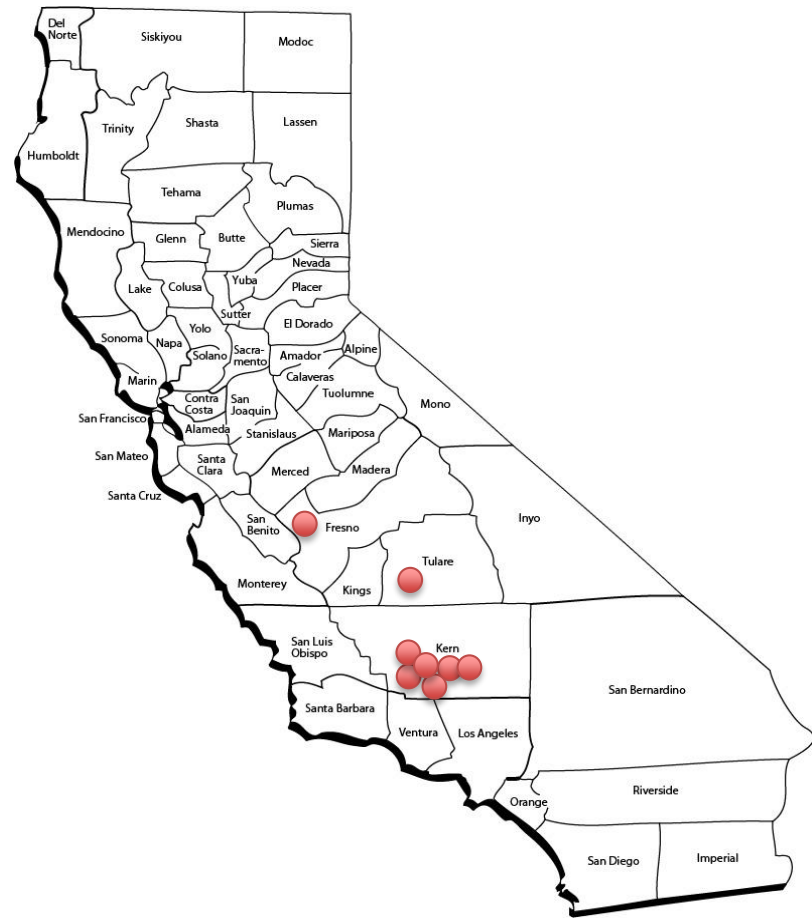 Del
Norte
Siskiyou
Modoc
Humboldt
Trinity
Shasta
Lassen
Tehama
Plumas
Mendocino
Glenn
Butte
Sierra
Nevada
Lake
Colusa
Yuba
Placer
Sutter
El Dorado
Sonoma
Napa
Yolo
Solano
Sacra-
mento
Amador
Alpine
Calaveras
Marin
Contra
Costa
San
Joaquin
Tuolumne
Mono
San Francisco
Alameda
Stanislaus
Mariposa
San Mateo
Santa
Clara
Merced
Madera
Santa Cruz
San
Benito
Fresno
Inyo
Monterey
Kings
Tulare
San Luis
Obispo
Kern
San Bernardino
Santa Barbara
Ventura
Los Angeles
Orange
Riverside
San Diego
Imperial